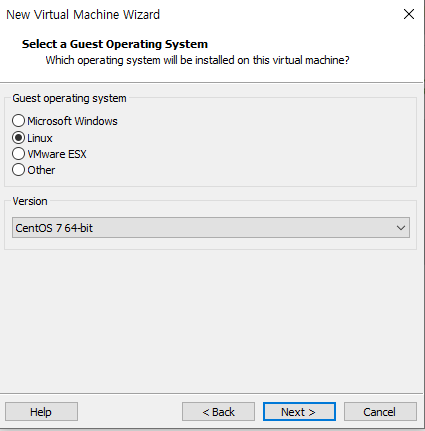 New Virtual Machine Wizard
Select a Guest Operating System
Which operating system will be installed on this virtual machine?
Guest operating system
Microsoft Windows
Linux
VMware ESX
Other
Version
CentOS 7 64-bit
Help
< Back
Next >
Cancel